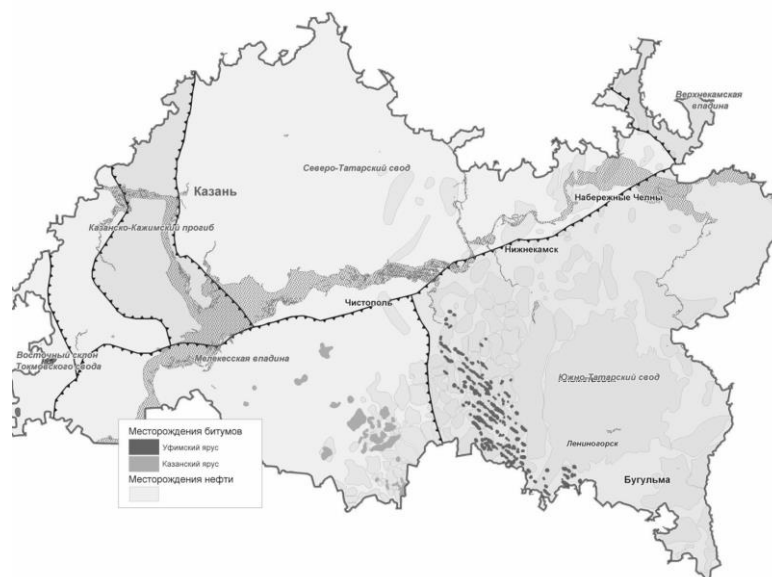 Верхнекамская
впадина
Северо-Татарский свод
Казань
Набережные Челны
Казанско-Кажимский прогиб
Нижнекамск
Чистополь
Восточный склон
Токмовского свода
Мелекесская впадина
Южно-Татарский свод
Лениногорск
Бугульма
Месторождения битумов
Уфимский ярус
Казанский ярус
Месторождения нефти